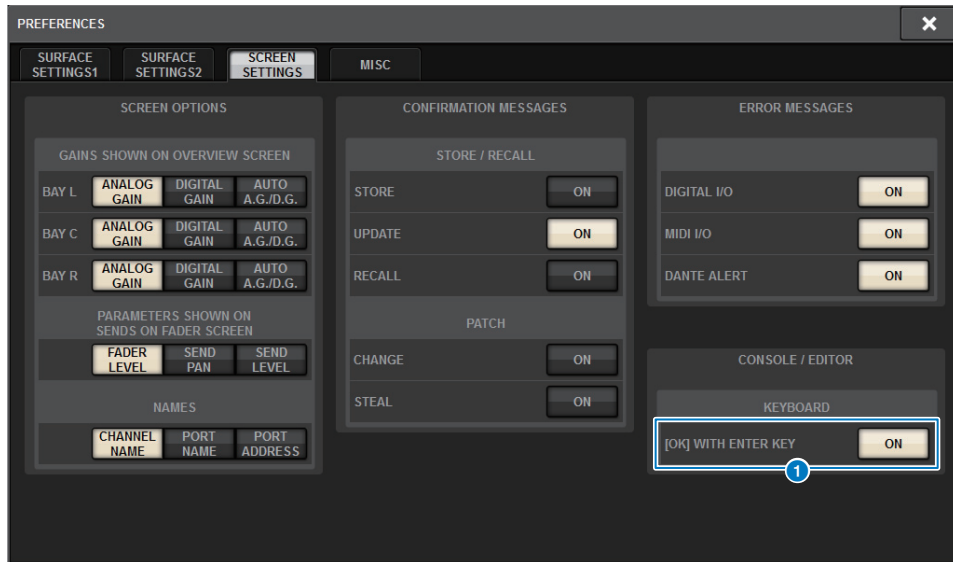 PREFERENCES
SURFACE
SETTINGS1
SURFACE
SETTINGS2
SCREEN
SETTINGS
MISC
SCREEN OPTIONS
GAINS SHOWN ON OVERVIEW SCREEN
BAY L
ANALOG
GAIN
DIGITAL
GAIN
AUTO
A.G./D.G.
BAY C
ANALOG
GAIN
DIGITAL
GAIN
AUTO
A.G./D.G.
BAY R
ANALOG
GAIN
DIGITAL
GAIN
AUTO
A.G./D.G.
PARAMETERS SHOWN ON
SENDS ON FADER SCREEN
FADER
LEVEL
SEND
PAN
SEND
LEVEL
NAMES
CHANNEL
NAME
PORT
NAME
PORT
ADDRESS
CONFIRMATION MESSAGES
STORE / RECALL
STORE ON
UPDATE ON
RECALL ON
PATCH
CHANGE ON
STEAL ON
ERROR MESSAGES
DIGITAL I/O ON
MIDI I/O ON
DANTE ALERT ON
CONSOLE / EDITOR
KEYBOARD
[OK] WITH ENTER KEY ON
1